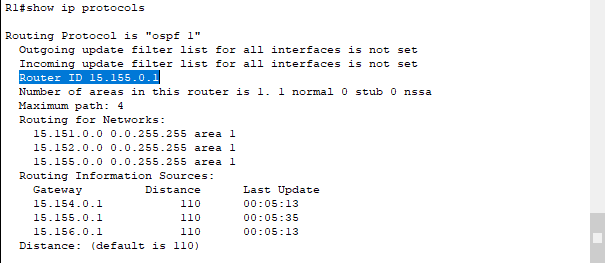 R1#show ip protocols
Routing Protocol is "ospf 1"
Outgoing update filter list for all interfaces is not set
Incoming update filter list for all interfaces is not set
Router ID 15.155.0.1
Number of areas in this router is 1. 1 normal 0 stub 0 nssa
Maximum path: 4
Routing for Networks:
15.151.0.0 0.0.255.255 area 1
15.152.0.0 0.0.255.255 area 1
15.155.0.0 0.0.255.255 area 1
Routing Information Sources:
Gateway Distance Last Update
15.154.0.1 110 00:05:13
15.155.0.1 110 00:05:35
15.156.0.1 110 00:05:13
Distance: (default is 110)